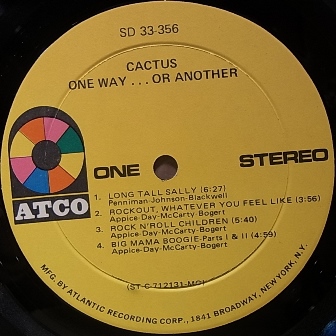 SD 33-356
CACTUS
ONE WAY . . . OR ANOTHER
ATCO
ONE
STEREO
1. LONG TALL SALLY (6:27)
Penniman-Johnson-Blackwell
2. ROCKOUT, WHATEVER YOU FEEL LIKE (3:56)
Appice-Day-McCarty-Bogert
3. ROCK N'ROLL CHILDREN (5:40)
Appice-Day-McCarty-Bogert
4. BIG MAMA BOOGIE-Parts I & II (4:59)
Appice-Day-McCarty-Bogert
(ST-C-712131-MO)
MFG. BY ATLANTIC RECORDING CORP., 1841 BROADWAY, NEW YORK, N.Y.